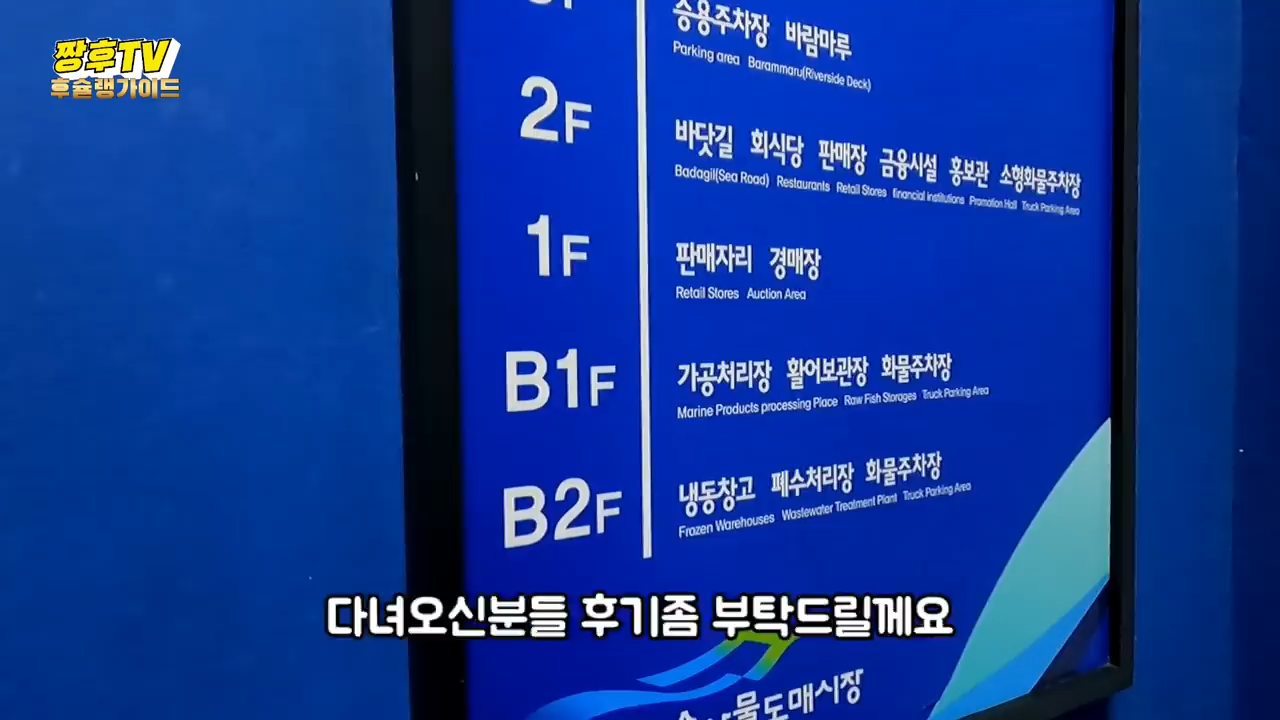 짱후TV
후슐랭가이드
승용주차장 바람마루
Parking area Barammaru(Riverside Deck)
2F
바닷길 회식당 판매장 금융시설 홍보관 소형화물주차장
Badagil(Sea Road) Restaurants Retail Stores financial institutions Promotion Hall Truck Parking Area
1F
판매자리 경매장
Retail Stores Auction Area
B1F
가공처리장 활어보관장 화물주차장
Marine Products processing Place Raw Fish Storages Truck Parking Area
B2F
냉동창고 폐수처리장 화물주차장
Frozen Warehouses Wastewater Treatment Plant Truck Parking Area
다녀오신분들 후기좀 부탁드릴께요
물도매시장